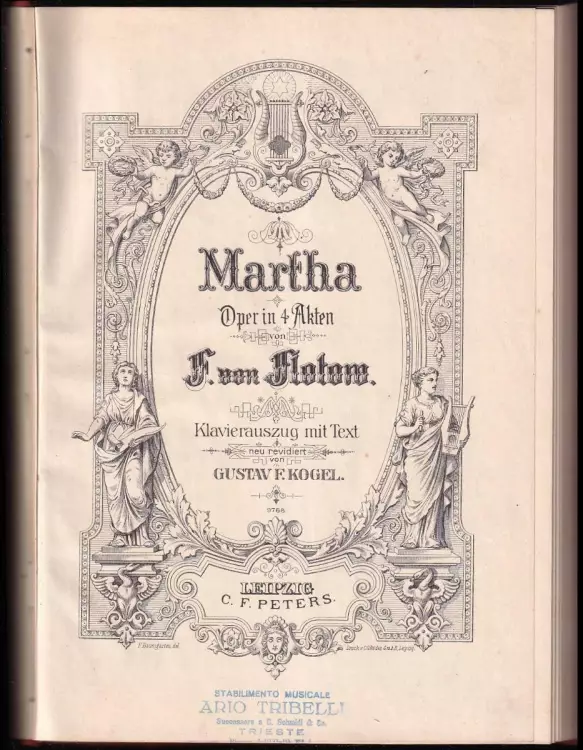 Martha
Oper in 4 Akten
von
F. von Flotow.
Klavierauszug mit Text
neu revidiert
von
GUSTAV F. KOGEL.
LEIPZIG
C. F. PETERS.
STABILIMENTO MUSICALE
ARIO TRIBELLI
Successore a C. Schmidl & Co.
TRIESTE